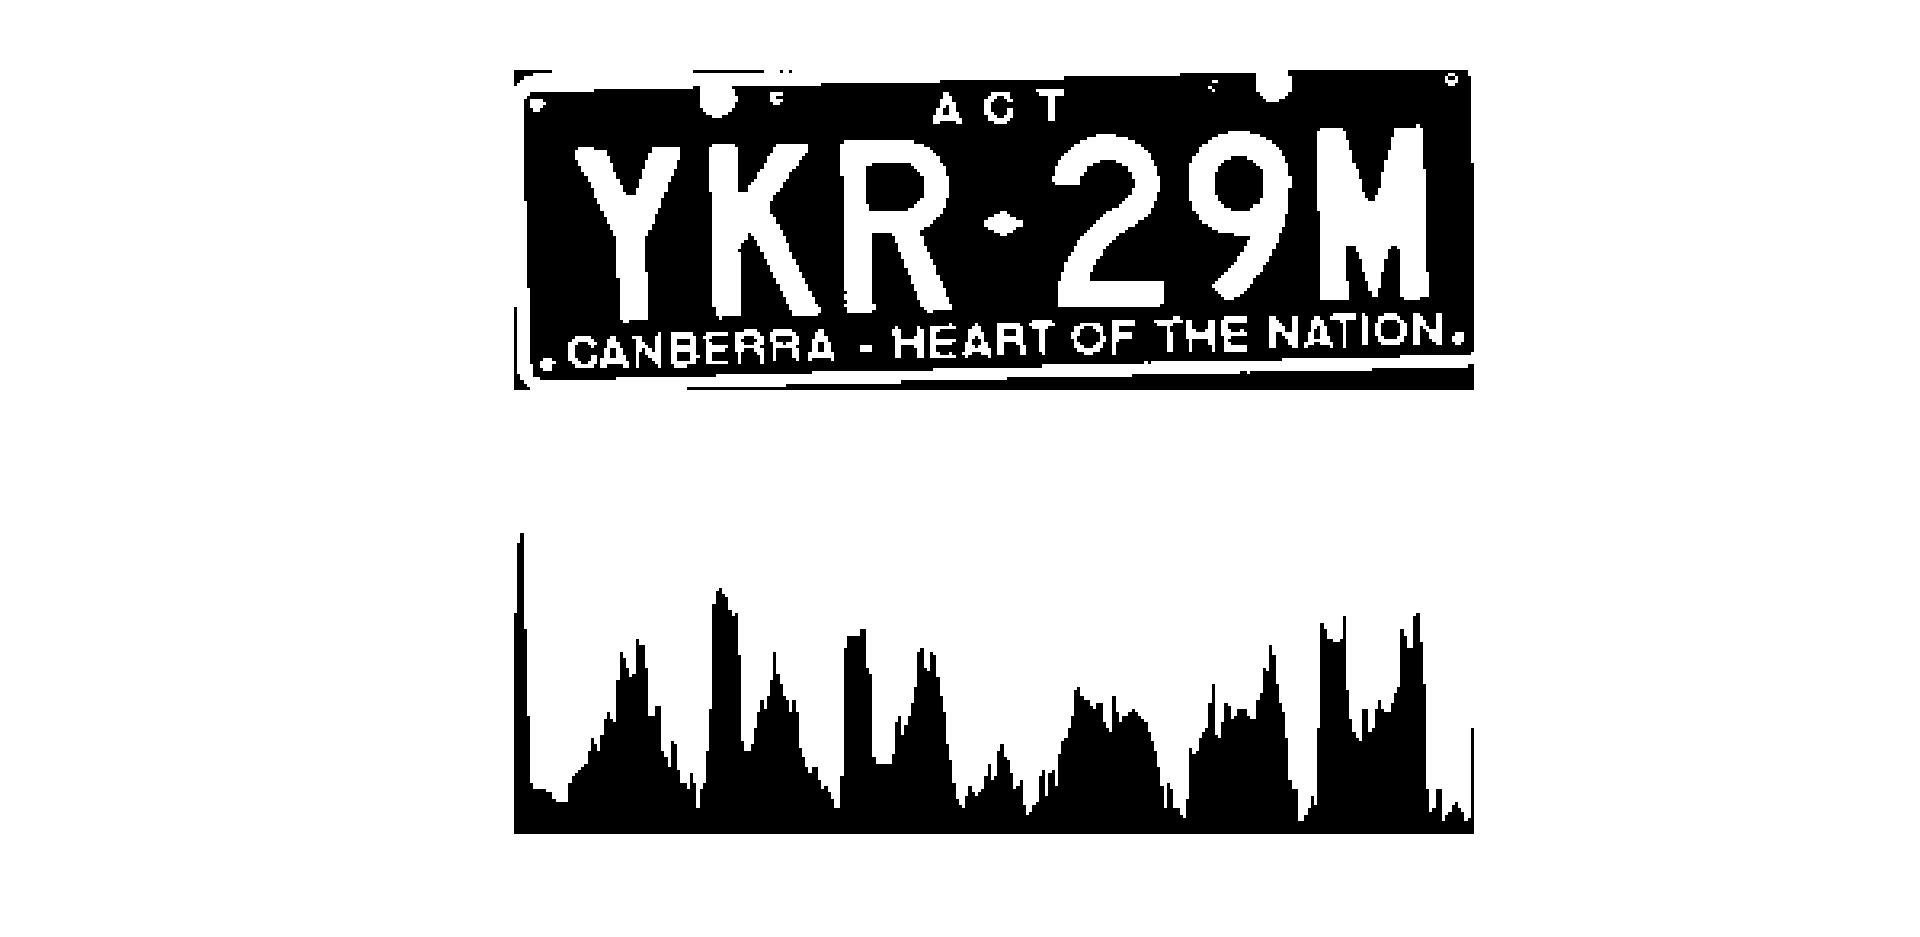 ACT
YKR·29M
CANBERRA - HEART OF THE NATION.